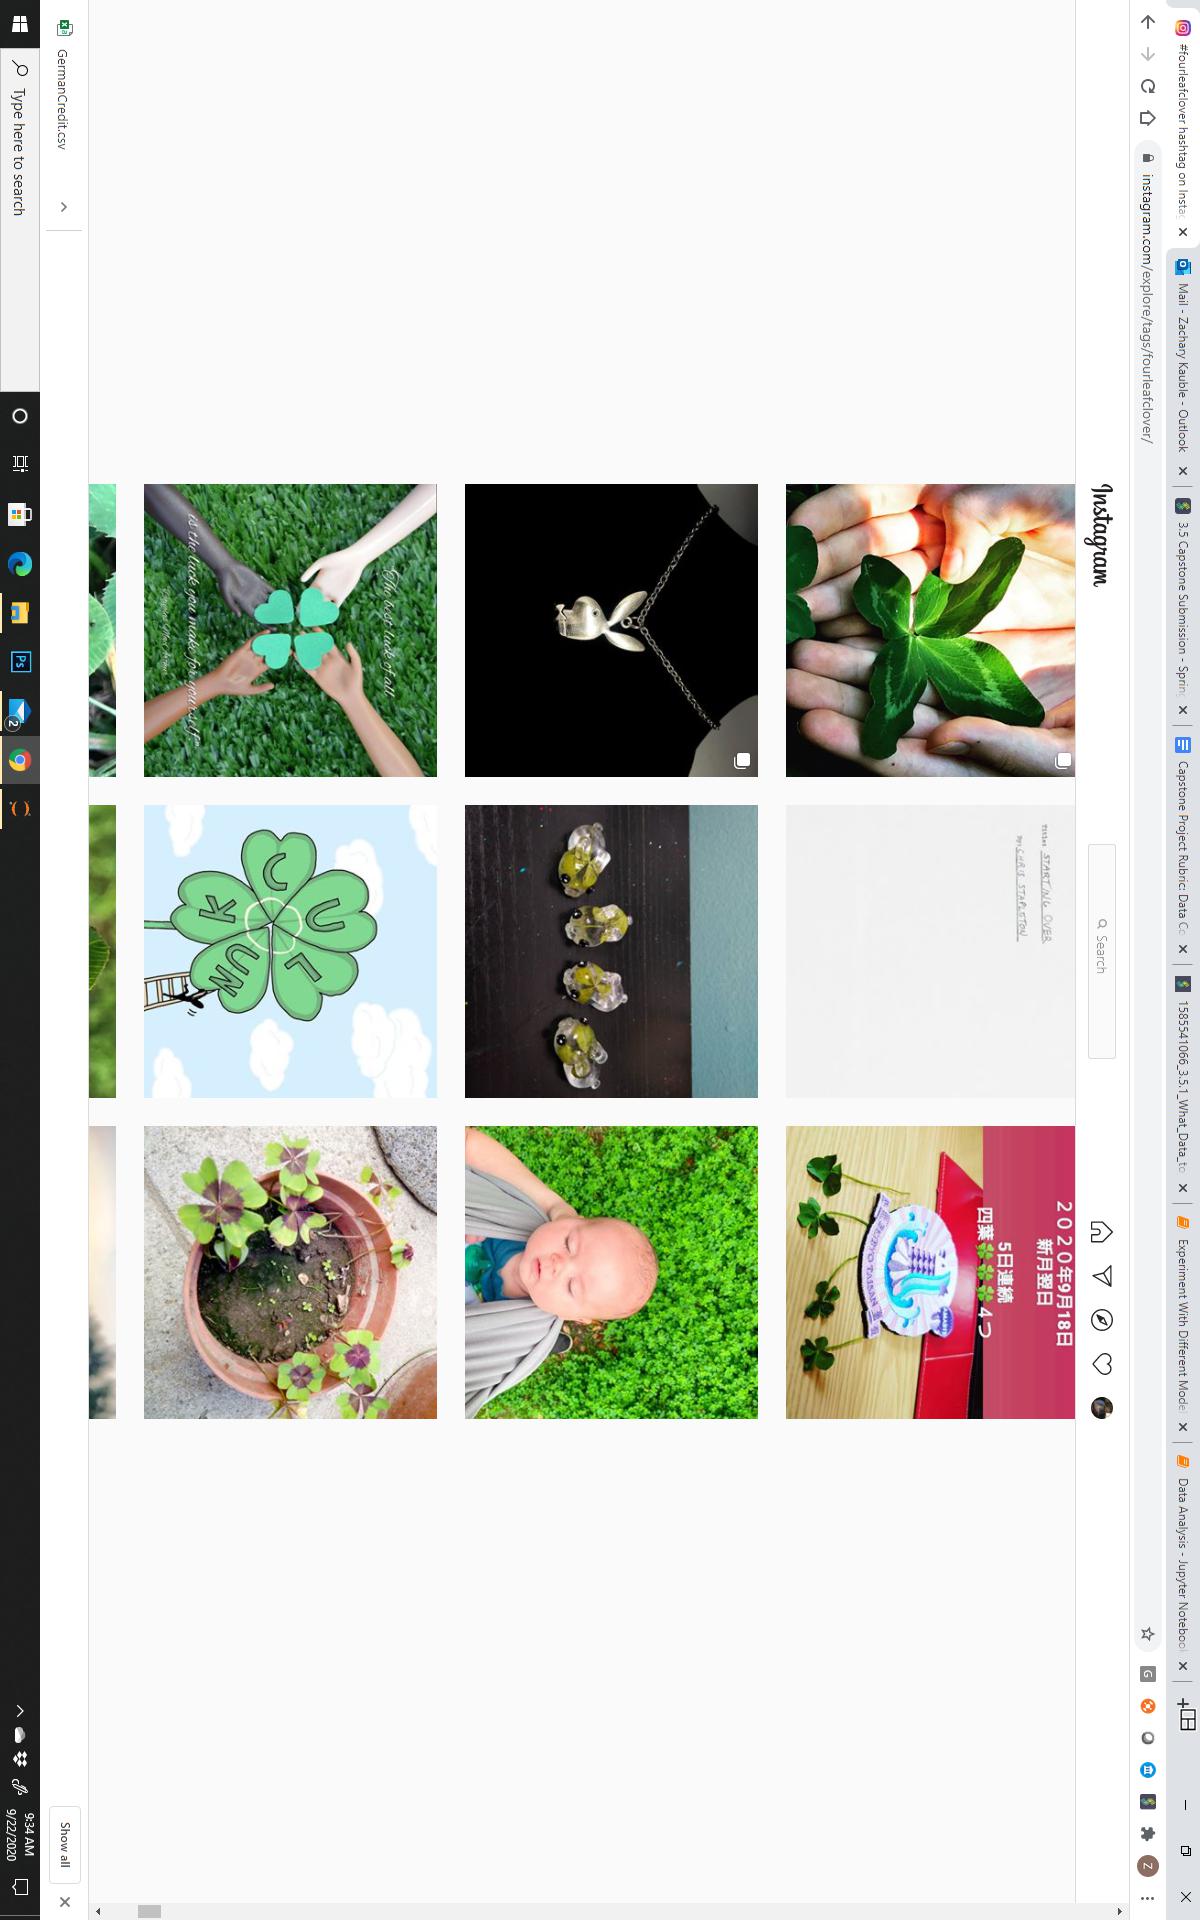 #fourleafclover hashtag on Insta
Mail - Zachary Kauble - Outlook
3.5 Capstone Submission - Sprin
Capstone Project Rubric: Data Co
1585541066_3.5.1_What_Data_to
Experiment With Different Mode
Data Analysis - Jupyter Noteboo
instagram.com/explore/tags/fourleafclover/
G
Z
Instagram
Search
Title: STARTING OVER
By: CHRIS STAPLETON
2020年9月18日
新月翌日
5日連続
四葉🍀🍀🍀🍀4つ
The best luck of all
is the luck you make for yourself
LUCK
UN
GermanCredit.csv
Show all
Type here to search
Ps
2
9:34 AM
9/22/2020